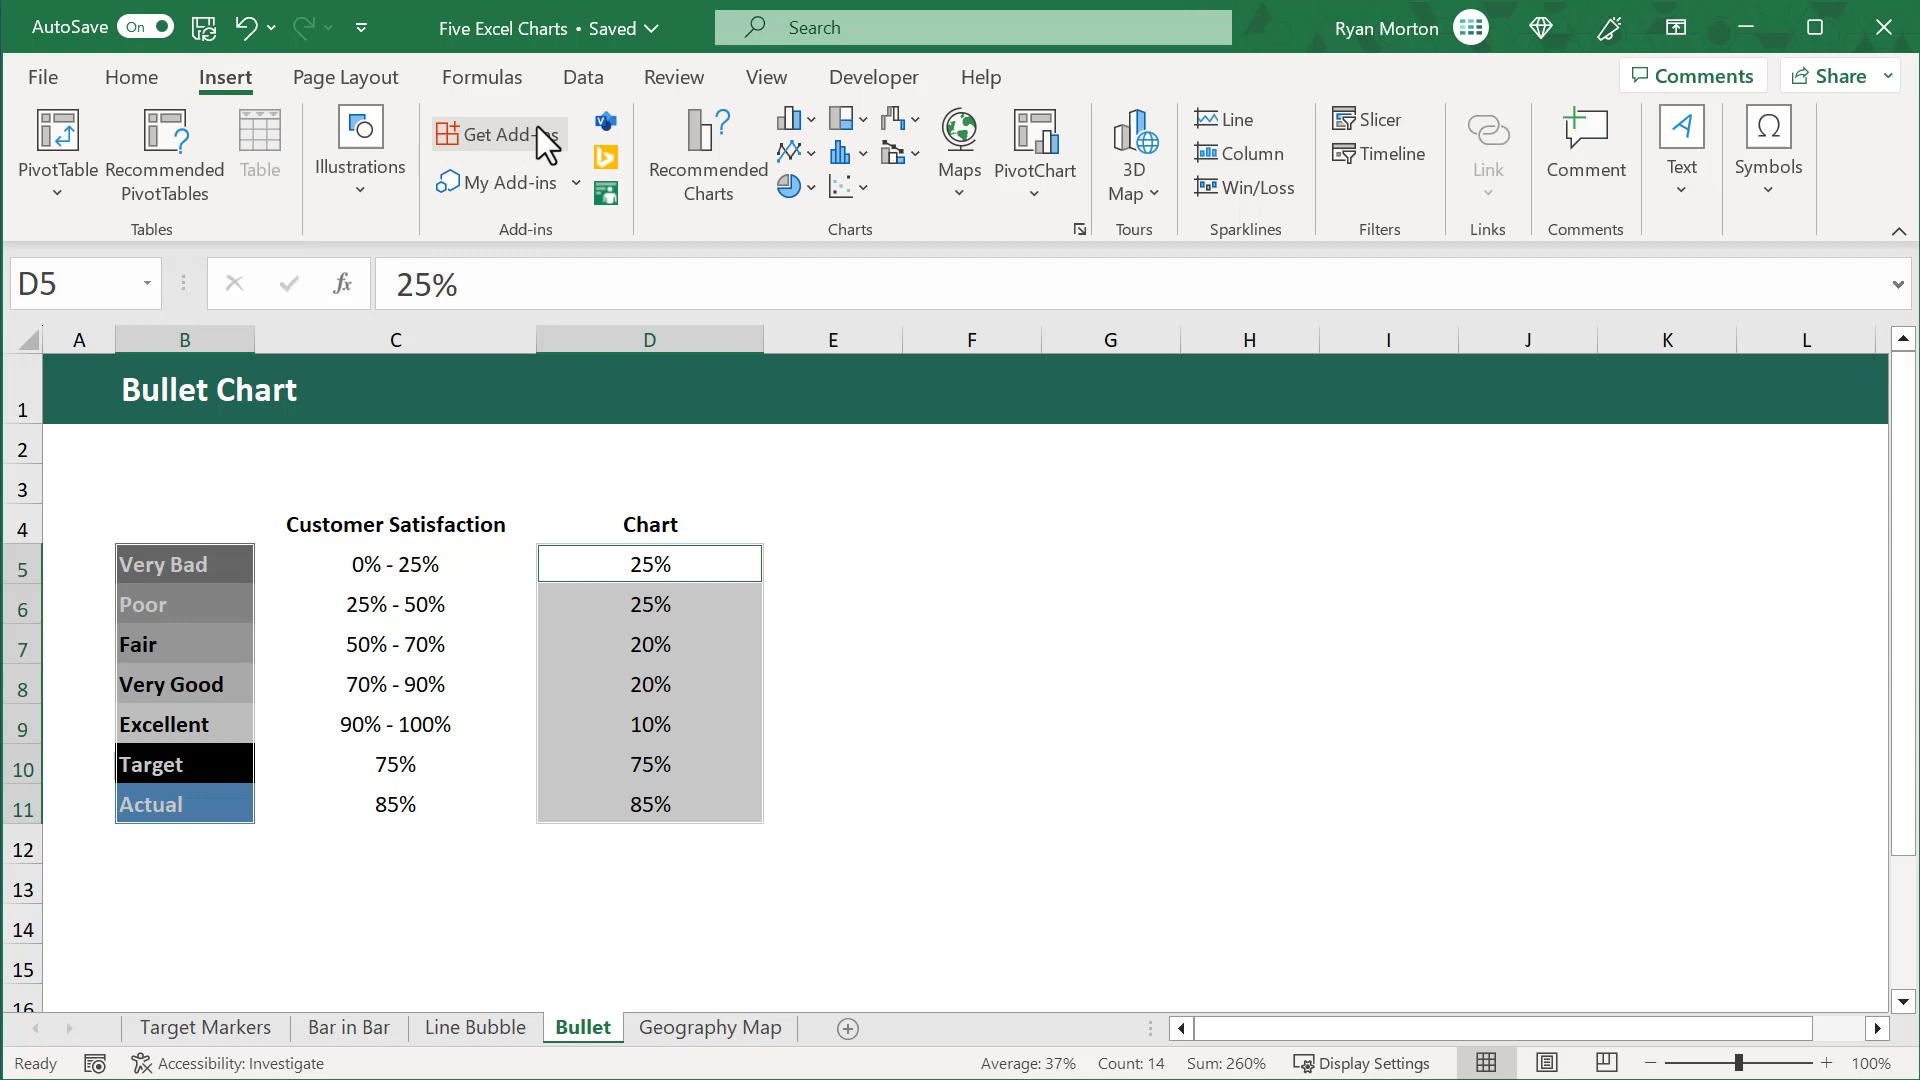 AutoSave On Five Excel Charts • Saved Search Ryan Morton
File Home Insert Page Layout Formulas Data Review View Developer Help Comments Share
PivotTable
Recommended
PivotTables
Table
Tables
Illustrations
Get Add-ins
My Add-ins
Add-ins
Recommended
Charts
Maps
PivotChart
Charts
3D
Map
Tours
Line
Column
Win/Loss
Sparklines
Slicer
Timeline
Filters
Link
Links
Comment
Comments
Text
Symbols
D5 fx 25%
A B C D E F G H I J K L
1 Bullet Chart
2
3
4 Customer Satisfaction Chart
5 Very Bad 0% - 25% 25%
6 Poor 25% - 50% 25%
7 Fair 50% - 70% 20%
8 Very Good 70% - 90% 20%
9 Excellent 90% - 100% 10%
10 Target 75% 75%
11 Actual 85% 85%
12
13
14
15
16
Target Markers Bar in Bar Line Bubble Bullet Geography Map
Ready Accessibility: Investigate Average: 37% Count: 14 Sum: 260% Display Settings 100%